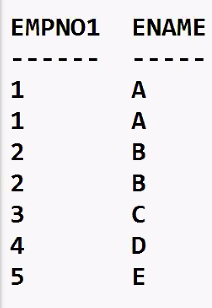 EMPNO1 ENAME
------ -----
1 A
1 A
2 B
2 B
3 C
4 D
5 E